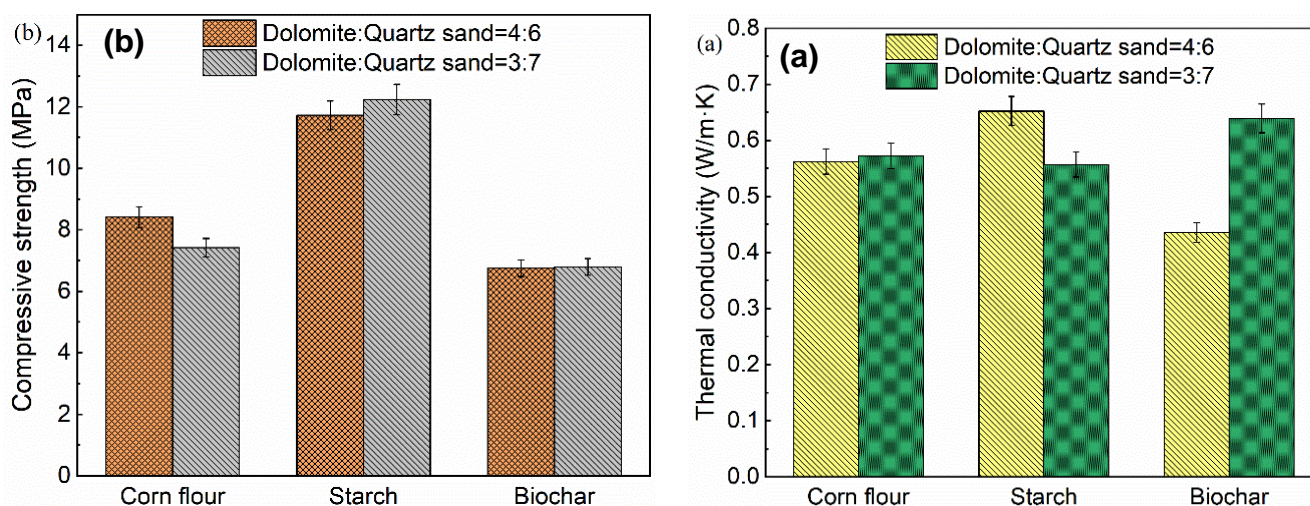 (b)
(b)
Dolomite:Quartz sand=4:6
Dolomite:Quartz sand=3:7
Compressive strength (MPa)
14
12
10
8
6
4
2
0
Corn flour Starch Biochar
(a)
(a)
Dolomite:Quartz sand=4:6
Dolomite:Quartz sand=3:7
Thermal conductivity (W/m·K)
0.8
0.7
0.6
0.5
0.4
0.3
0.2
0.1
0.0
Corn flour Starch Biochar